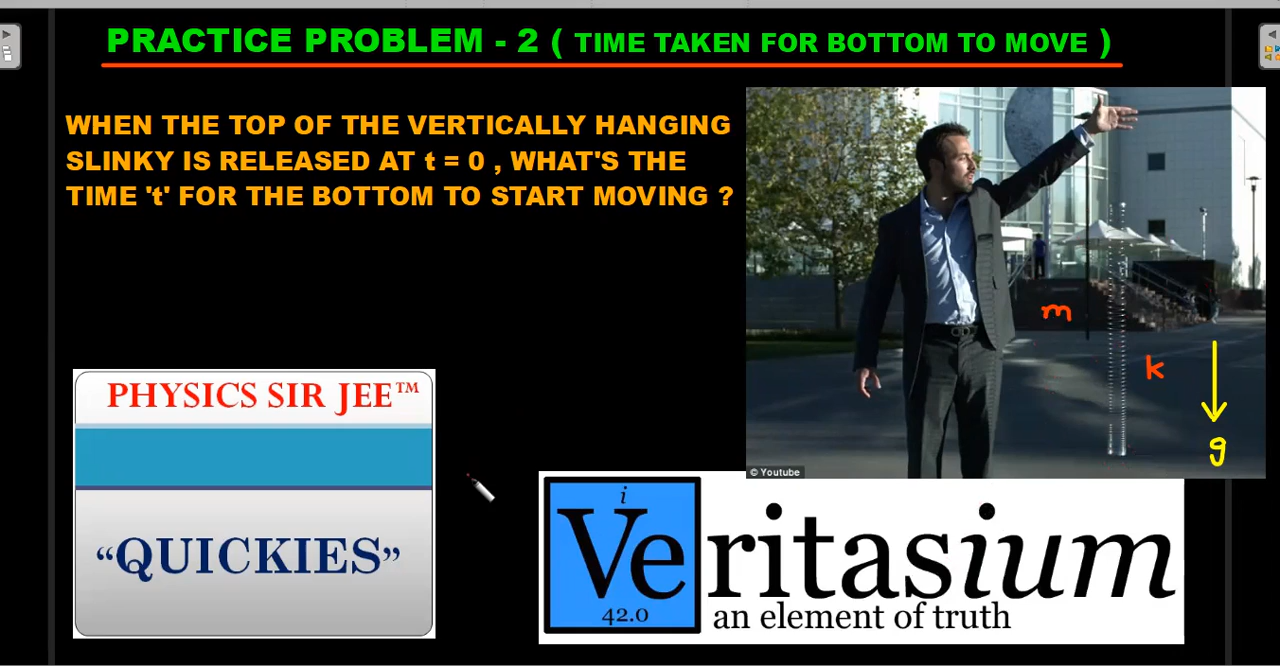 PRACTICE PROBLEM - 2 ( TIME TAKEN FOR BOTTOM TO MOVE )
WHEN THE TOP OF THE VERTICALLY HANGING
SLINKY IS RELEASED AT t = 0 , WHAT'S THE
TIME 't' FOR THE BOTTOM TO START MOVING ?
m
k
g
© Youtube
PHYSICS SIR JEE™
“QUICKIES”
i
Veritasium
42.0
an element of truth